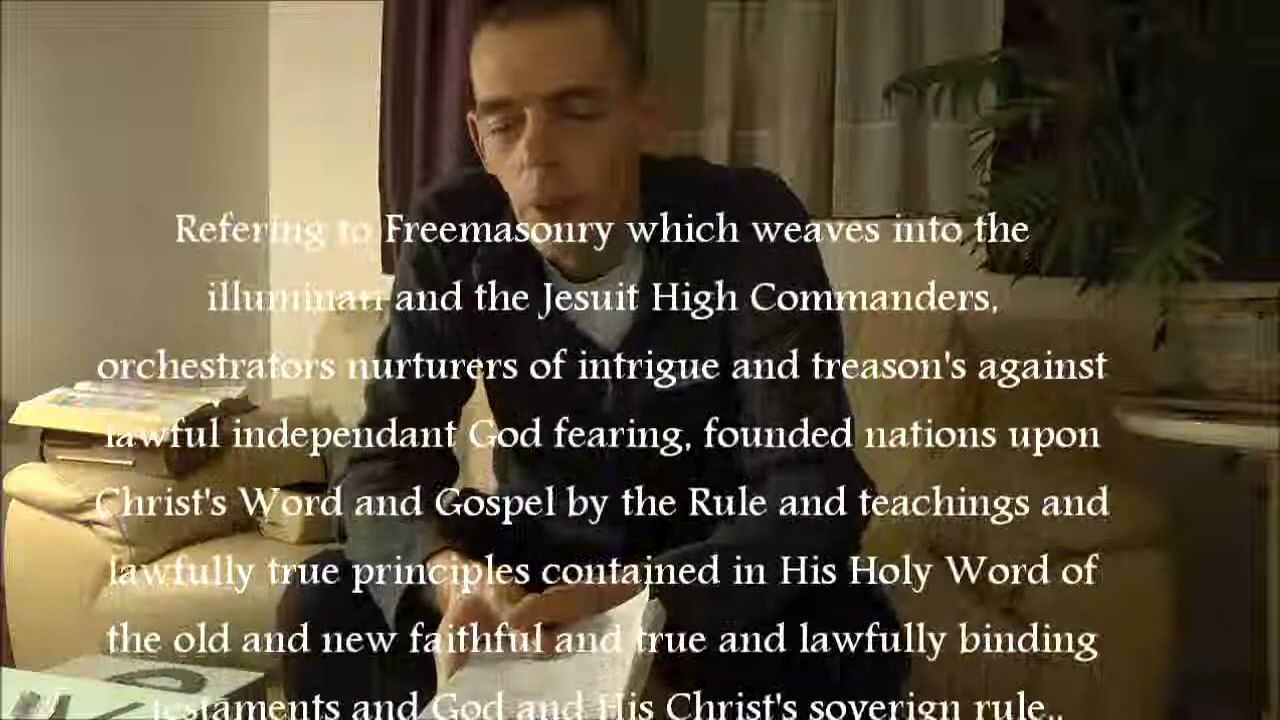 Refering to Freemasonry which weaves into the
illuminati and the Jesuit High Commanders,
orchestrators nurturers of intrigue and treason's against
lawful independant God fearing, founded nations upon
Christ's Word and Gospel by the Rule and teachings and
lawfully true principles contained in His Holy Word of
the old and new faithful and true and lawfully binding
testaments and God and His Christ's soverign rule..